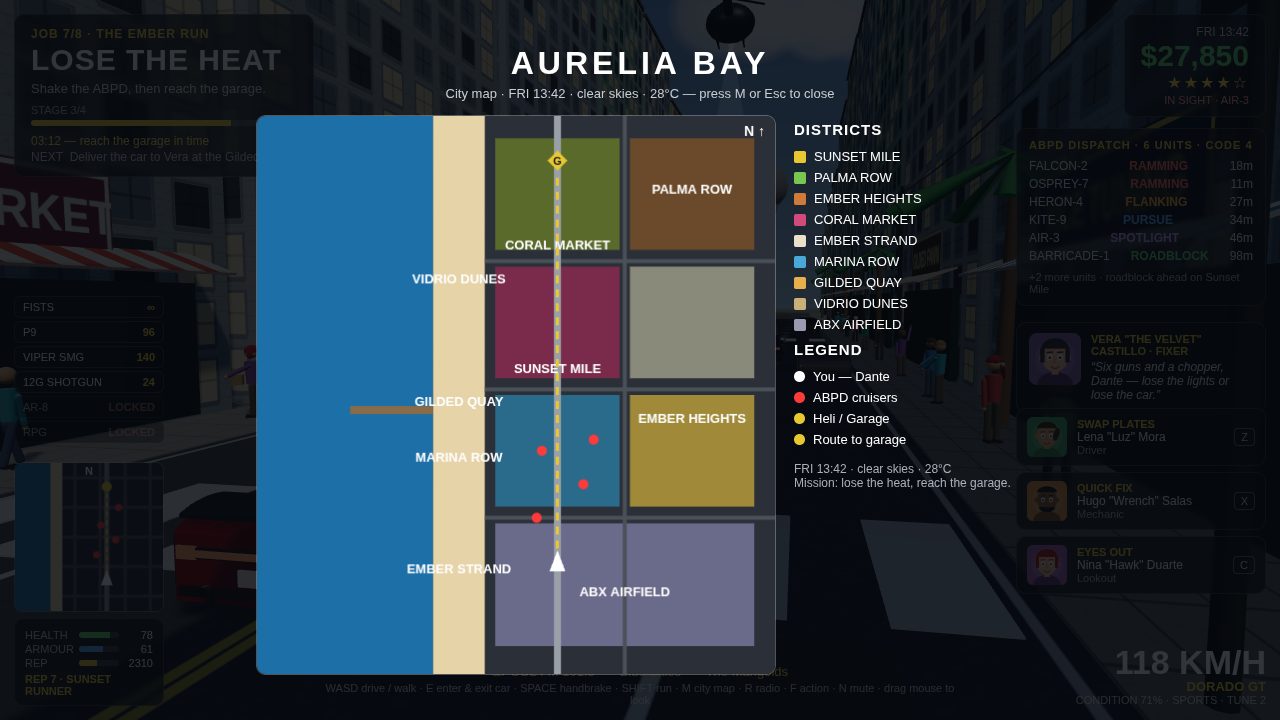 JOB 7/8 · THE EMBER RUN
LOSE THE HEAT
Shake the ABPD, then reach the garage.
STAGE 3/4
03:12 — reach the garage in time
NEXT Deliver the car to Vera at the Gilded
RKET
FISTS ∞
P9 96
VIPER SMG 140
12G SHOTGUN 24
AR-8 LOCKED
RPG LOCKED
N
HEALTH 78
ARMOUR 61
REP 2310
REP 7 · SUNSET
RUNNER
AURELIA BAY
City map · FRI 13:42 · clear skies · 28°C — press M or Esc to close
N ↑
G
PALMA ROW
CORAL MARKET
VIDRIO DUNES
SUNSET MILE
GILDED QUAY
EMBER HEIGHTS
MARINA ROW
EMBER STRAND
ABX AIRFIELD
DISTRICTS
SUNSET MILE
PALMA ROW
EMBER HEIGHTS
CORAL MARKET
EMBER STRAND
MARINA ROW
GILDED QUAY
VIDRIO DUNES
ABX AIRFIELD
LEGEND
You — Dante
ABPD cruisers
Heli / Garage
Route to garage
FRI 13:42 · clear skies · 28°C
Mission: lose the heat, reach the garage.
FRI 13:42
$27,850
★★★★☆
IN SIGHT · AIR-3
ABPD DISPATCH · 6 UNITS · CODE 4
FALCON-2 RAMMING 18m
OSPREY-7 RAMMING 11m
HERON-4 FLANKING 27m
KITE-9 PURSUE 34m
AIR-3 SPOTLIGHT 46m
BARRICADE-1 ROADBLOCK 98m
+2 more units · roadblock ahead on Sunset
Mile
VERA "THE VELVET"
CASTILLO · FIXER
"Six guns and a chopper,
Dante — lose the lights or
lose the car."
SWAP PLATES
Lena "Luz" Mora
Driver
Z
QUICK FIX
Hugo "Wrench" Salas
Mechanic
X
EYES OUT
Nina "Hawk" Duarte
Lookout
C
WASD drive / walk · E enter & exit car · SPACE handbrake · SHIFT run · M city map · R radio · F action · N mute · drag mouse to
look
118 KM/H
DORADO GT
CONDITION 71% · SPORTS · TUNE 2